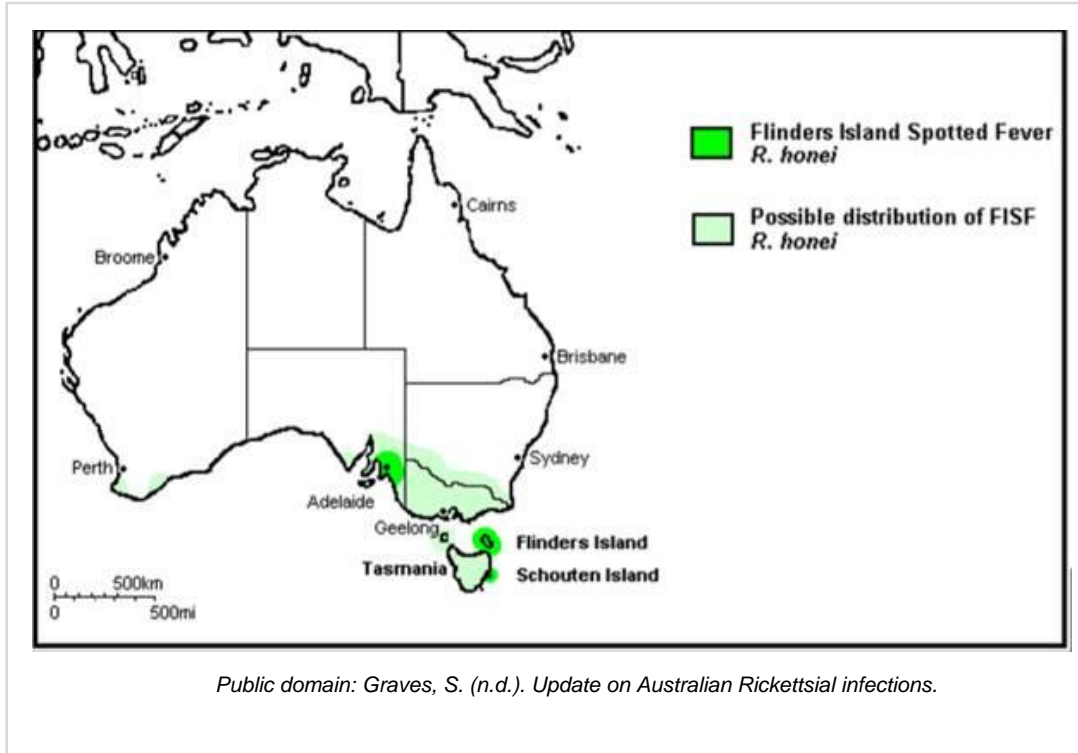 Flinders Island Spotted Fever
R. honei
Possible distribution of FISF
R. honei
Cairns
Broome
Brisbane
Perth
Sydney
Adelaide
Geelong
Flinders Island
Tasmania
Schouten Island
0 500km
0 500mi
Public domain: Graves, S. (n.d.). Update on Australian Rickettsial infections.